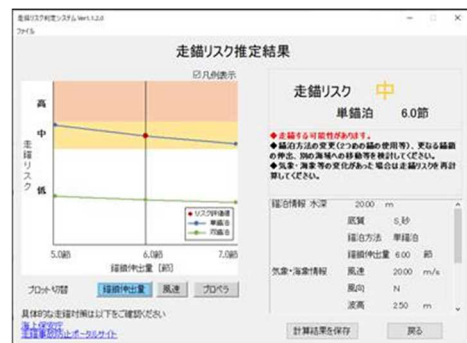 走錨リスク判定システム Ver1.2.0
ファイル
走錨リスク推定結果
☑凡例表示
高
中
低
走錨リスク
リスク評価値
単錨泊
双錨泊
5.0節
6.0節
7.0節
錨鎖伸出量 [節]
プロット切替
錨鎖伸出量
風速
プロペラ
具体的な走錨対策は以下をご確認ください
海上保安庁
走錨事故防止ポータルサイト
走錨リスク 中
単錨泊 6.0節
◆走錨する可能性があります。
◆錨泊方法の変更(2つめの錨の使用等)、更なる錨鎖
の伸出、別の海域への移動等を検討してください。
◆気象・海象等の変化があった場合は走錨リスクを再計
算してください。
錨泊情報 水深 20.00 m
底質 S,砂
錨泊方法 単錨泊
錨鎖伸出量 6.00 節
気象・海象情報 風速 20.00 m/s
風向 N
波高 2.50 m
計算結果を保存
戻る